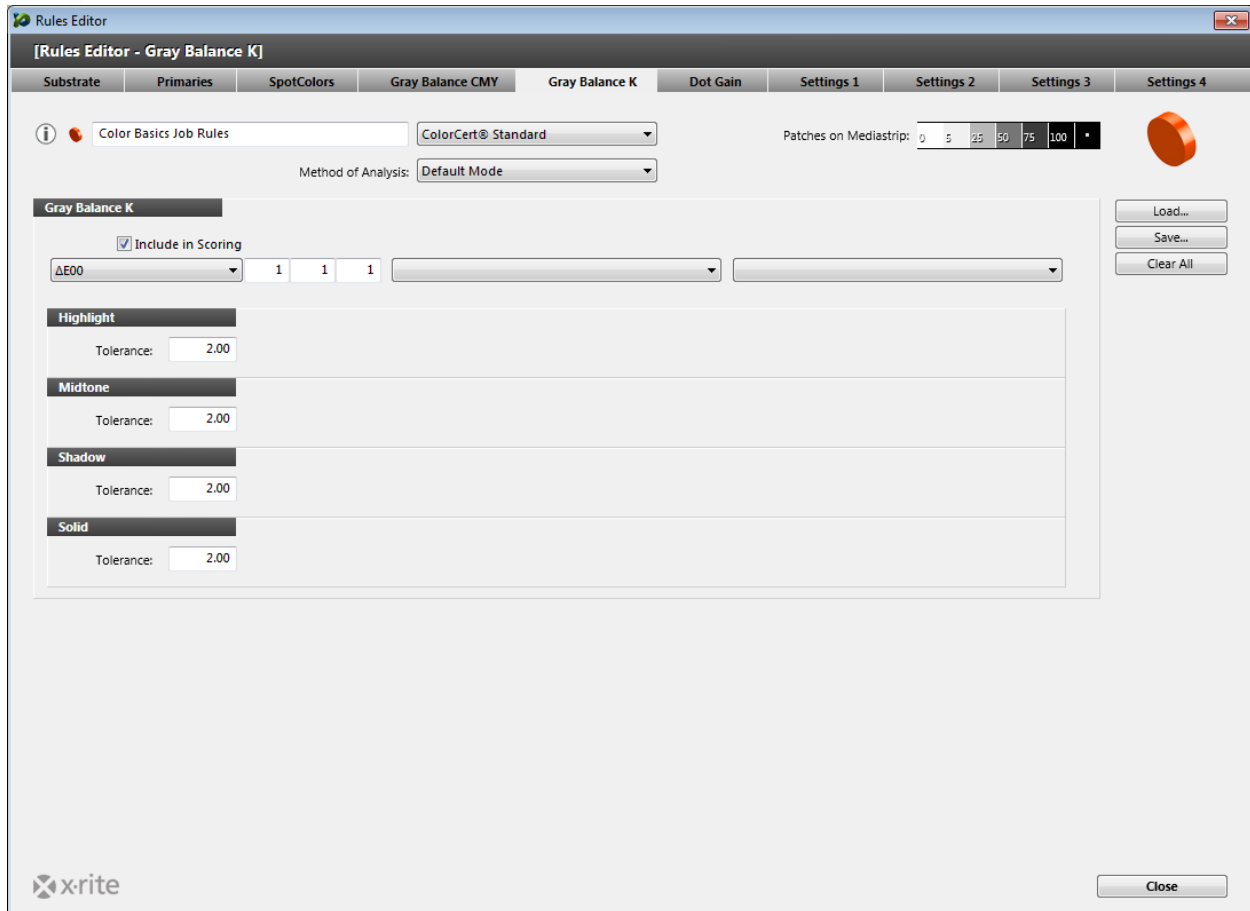 Rules Editor
[Rules Editor - Gray Balance K]
Substrate Primaries SpotColors Gray Balance CMY Gray Balance K Dot Gain Settings 1 Settings 2 Settings 3 Settings 4
Color Basics Job Rules ColorCert® Standard Patches on Mediastrip: 0 5 25 50 75 100 *
Method of Analysis: Default Mode
Gray Balance K
Load...
Include in Scoring
Save...
ΔE00 1 1 1
Clear All
Highlight
Tolerance: 2.00
Midtone
Tolerance: 2.00
Shadow
Tolerance: 2.00
Solid
Tolerance: 2.00
x·rite
Close